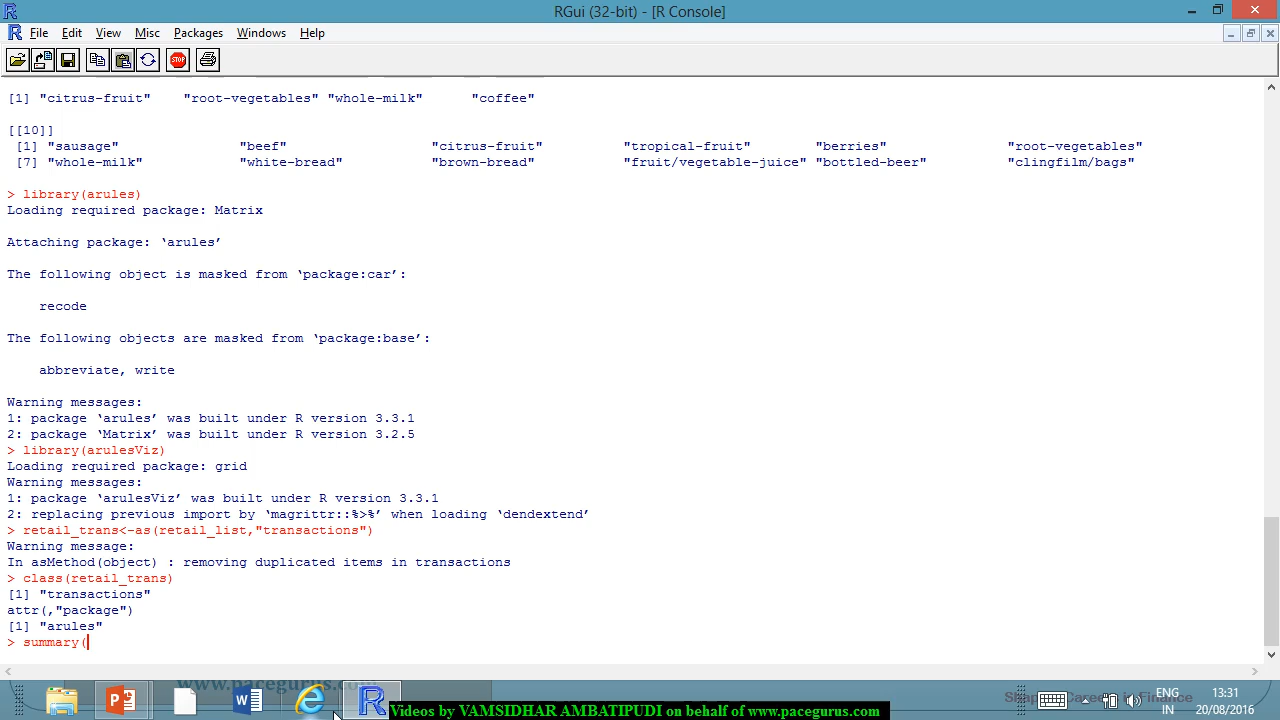 RGui (32-bit) - [R Console]
File Edit View Misc Packages Windows Help
STOP
[1] "citrus-fruit" "root-vegetables" "whole-milk" "coffee"
[[10]]
[1] "sausage" "beef" "citrus-fruit" "tropical-fruit" "berries" "root-vegetables"
[7] "whole-milk" "white-bread" "brown-bread" "fruit/vegetable-juice" "bottled-beer" "clingfilm/bags"
> library(arules)
Loading required package: Matrix
Attaching package: ‘arules’
The following object is masked from ‘package:car’:
recode
The following objects are masked from ‘package:base’:
abbreviate, write
Warning messages:
1: package ‘arules’ was built under R version 3.3.1
2: package ‘Matrix’ was built under R version 3.2.5
> library(arulesViz)
Loading required package: grid
Warning messages:
1: package ‘arulesViz’ was built under R version 3.3.1
2: replacing previous import by ‘magrittr::%>%’ when loading ‘dendextend’
> retail_trans<-as(retail_list,"transactions")
Warning message:
In asMethod(object) : removing duplicated items in transactions
> class(retail_trans)
[1] "transactions"
attr(,"package")
[1] "arules"
> summary(
www.pacegurus.com
in Finance
ENG
IN
13:31
20/08/2016
Videos by VAMSIDHAR AMBATIPUDI on behalf of www.pacegurus.com